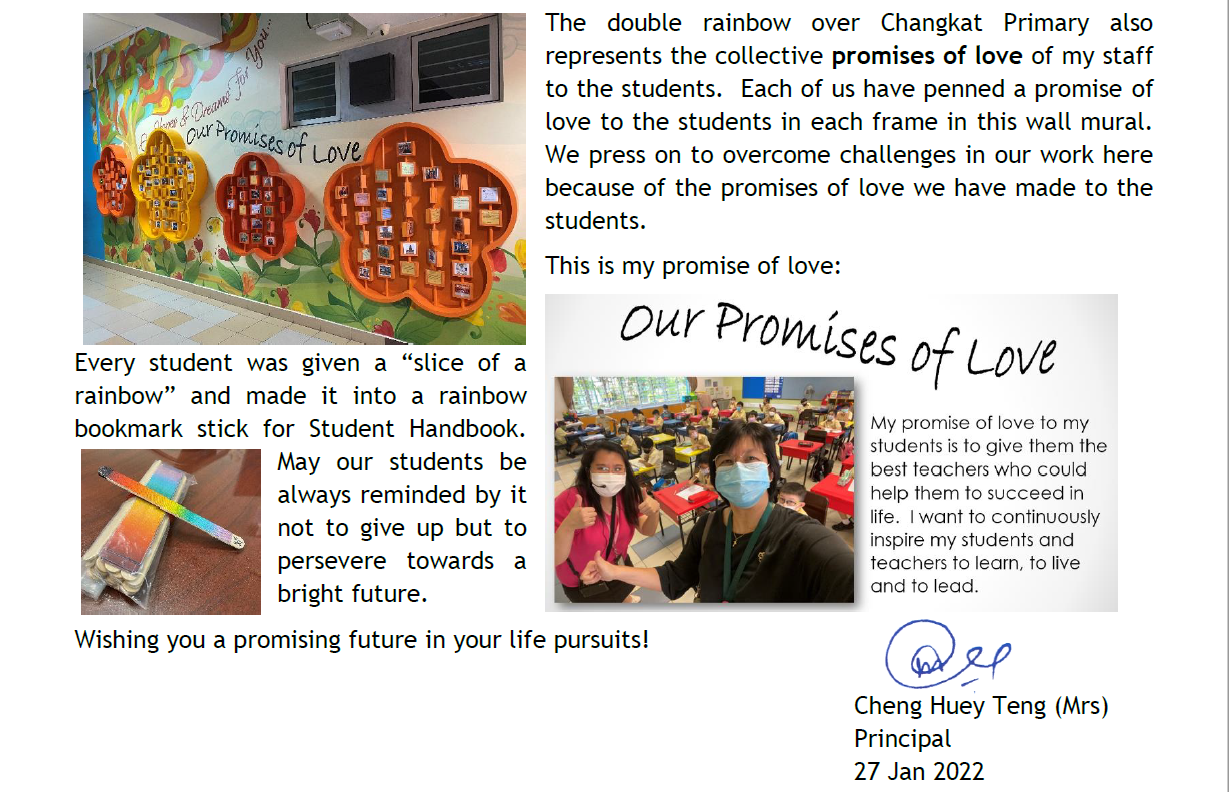 Hopes & Dreams for You...
Our Promises of Love
Every student was given a “slice of a
rainbow” and made it into a rainbow
bookmark stick for Student Handbook.
May our students be
always reminded by it
not to give up but to
persevere towards a
bright future.
Wishing you a promising future in your life pursuits!
The double rainbow over Changkat Primary also
represents the collective promises of love of my staff
to the students. Each of us have penned a promise of
love to the students in each frame in this wall mural.
We press on to overcome challenges in our work here
because of the promises of love we have made to the
students.
This is my promise of love:
Our Promises of Love
My promise of love to my
students is to give them the
best teachers who could
help them to succeed in
life. I want to continuously
inspire my students and
teachers to learn, to live
and to lead.
Cheng Huey Teng (Mrs)
Principal
27 Jan 2022